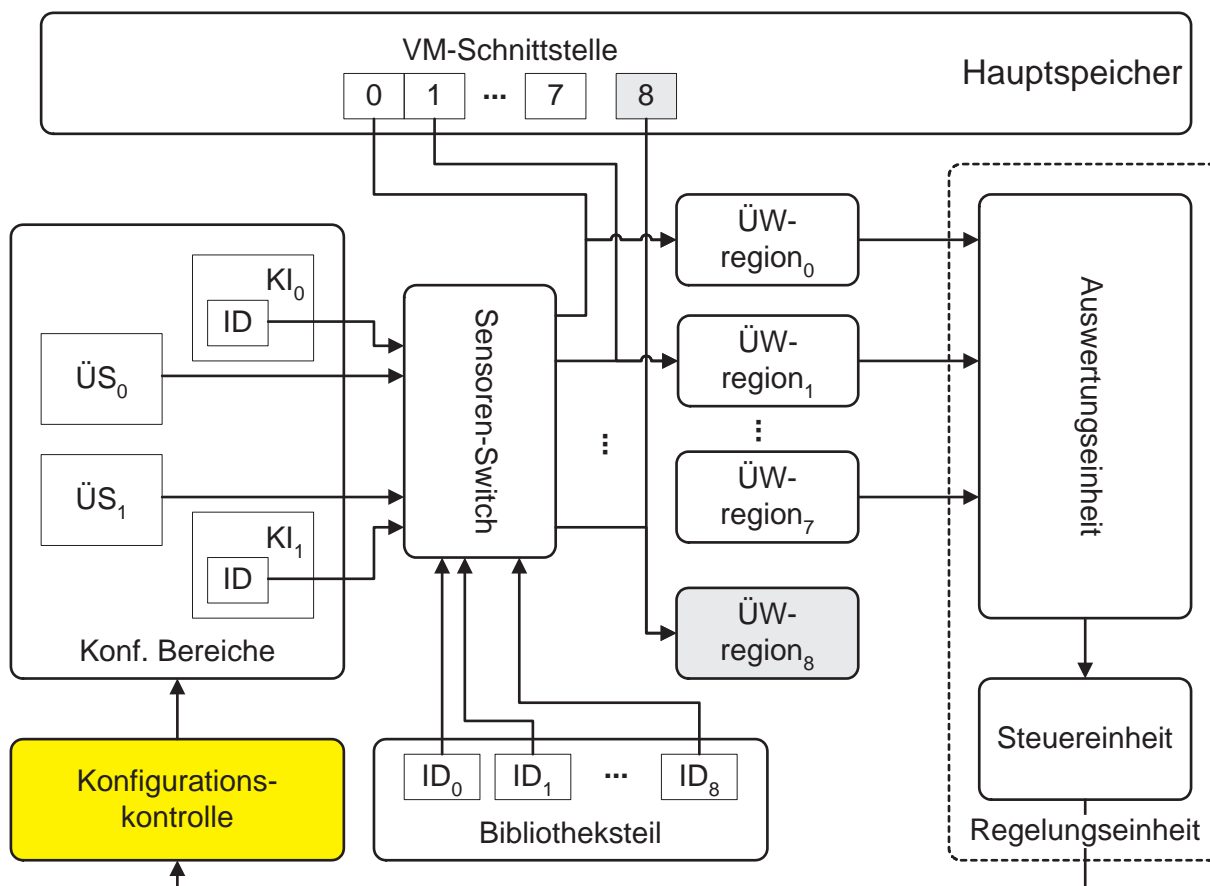 VM-Schnittstelle
Hauptspeicher
0 1 ... 7 8
ÜW-
region0
KI0
ID
ÜS0
Sensoren-Switch
ÜW-
region1
...
...
Auswertungseinheit
ÜS1
KI1
ID
ÜW-
region7
Konf. Bereiche
ÜW-
region8
Konfigurations-
kontrolle
ID0 ID1 ... ID8
Bibliotheksteil
Steuereinheit
Regelungseinheit